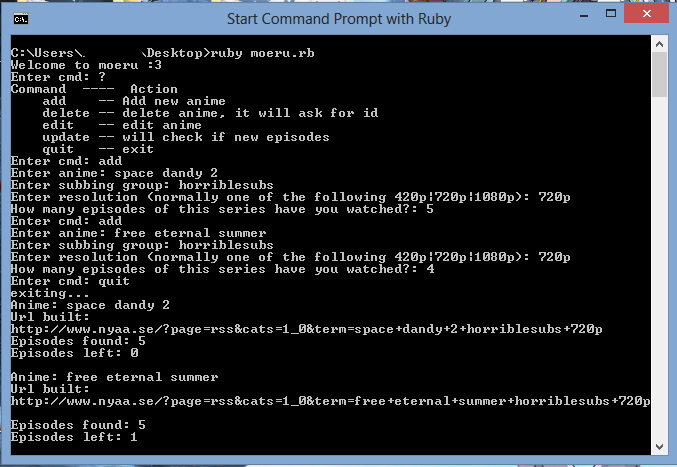 Start Command Prompt with Ruby
C:\Users\. \Desktop>ruby moeru.rb
Welcome to moeru :3
Enter cmd: ?
Command ---- Action
add -- Add new anime
delete -- delete anime, it will ask for id
edit -- edit anime
update -- will check if new episodes
quit -- exit
Enter cmd: add
Enter anime: space dandy 2
Enter subbing group: horriblesubs
Enter resolution (normally one of the following 420p¦720p¦1080p): 720p
How many episodes of this series have you watched?: 5
Enter cmd: add
Enter anime: free eternal summer
Enter subbing group: horriblesubs
Enter resolution (normally one of the following 420p¦720p¦1080p): 720p
How many episodes of this series have you watched?: 4
Enter cmd: quit
exiting...
Anime: space dandy 2
Url built:
http://www.nyaa.se/?page=rss&cats=1_0&term=space+dandy+2+horriblesubs+720p
Episodes found: 5
Episodes left: 0
Anime: free eternal summer
Url built:
http://www.nyaa.se/?page=rss&cats=1_0&term=free+eternal+summer+horriblesubs+720p
Episodes found: 5
Episodes left: 1